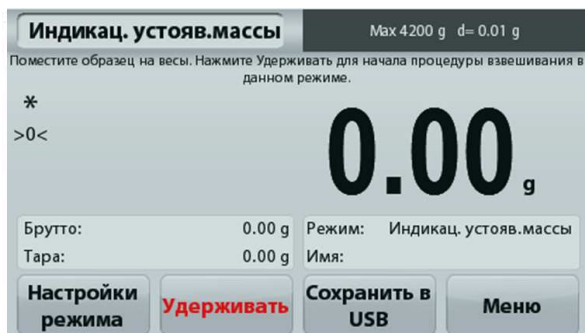 Индикац. устояв.массы
Max 4200 g d= 0.01 g
Поместите образец на весы. Нажмите Удерживать для начала процедуры взвешивания в
данном режиме.
*
>0<
0.00 g
Брутто: 0.00 g
Режим: Индикац. устояв.массы
Тара: 0.00 g
Имя:
Настройки
режима
Удерживать
Сохранить в
USB
Меню